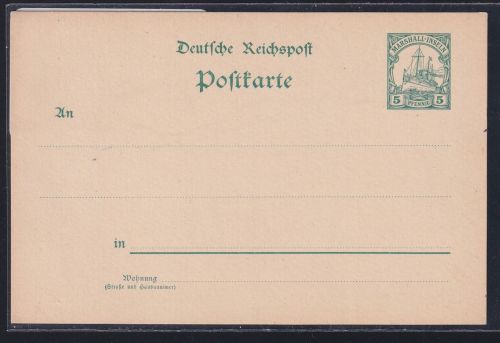 Deutsche Reichspost
Postkarte
MARSHALL-INSELN
5 PFENNIG 5
An
in
Wohnung
(Straße und Hausnummer)